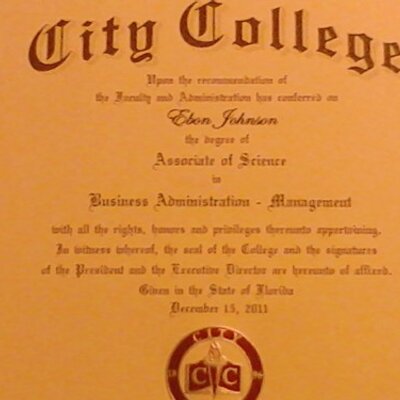 City College
Upon the recommendation of
the Faculty and Administration has conferred on
Ebon Johnson
the degree of
Associate of Science
in
Business Administration - Management
with all the rights, honors and privileges thereunto appertaining.
In witness whereof, the seal of the College and the signatures
of the President and the Executive Director are hereunto of affixed.
Given in the State of Florida
December 15, 2011
CITY
CC